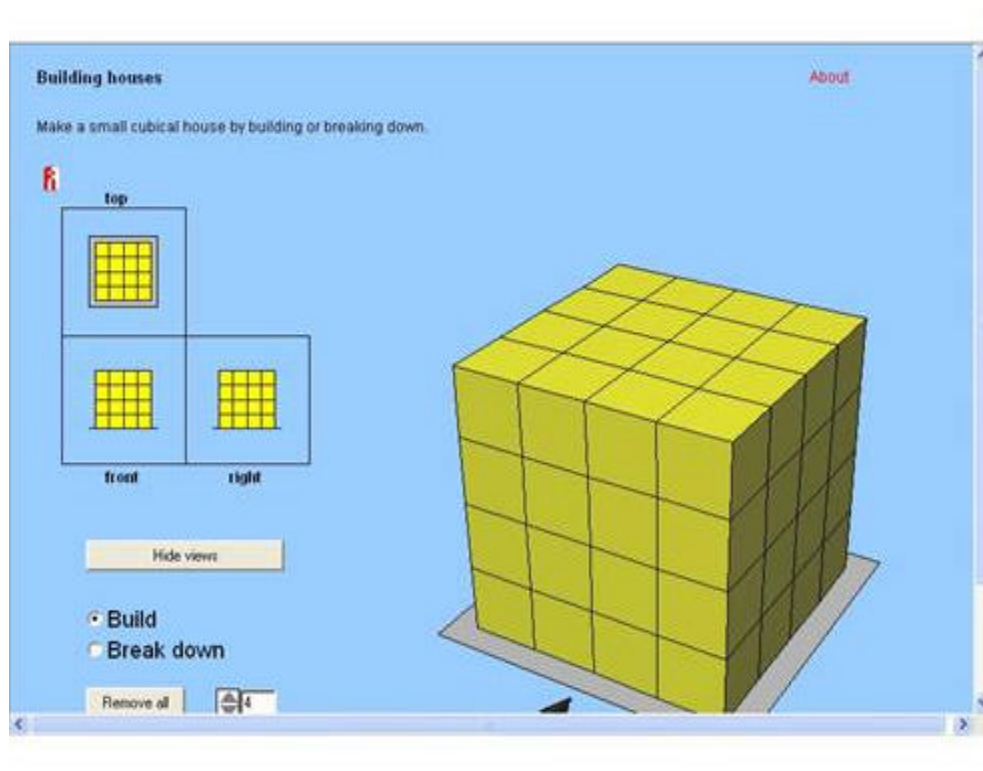 Building houses
About
Make a small cubical house by building or breaking down.
top
front
right
Hide views
Build
Break down
Remove all
4